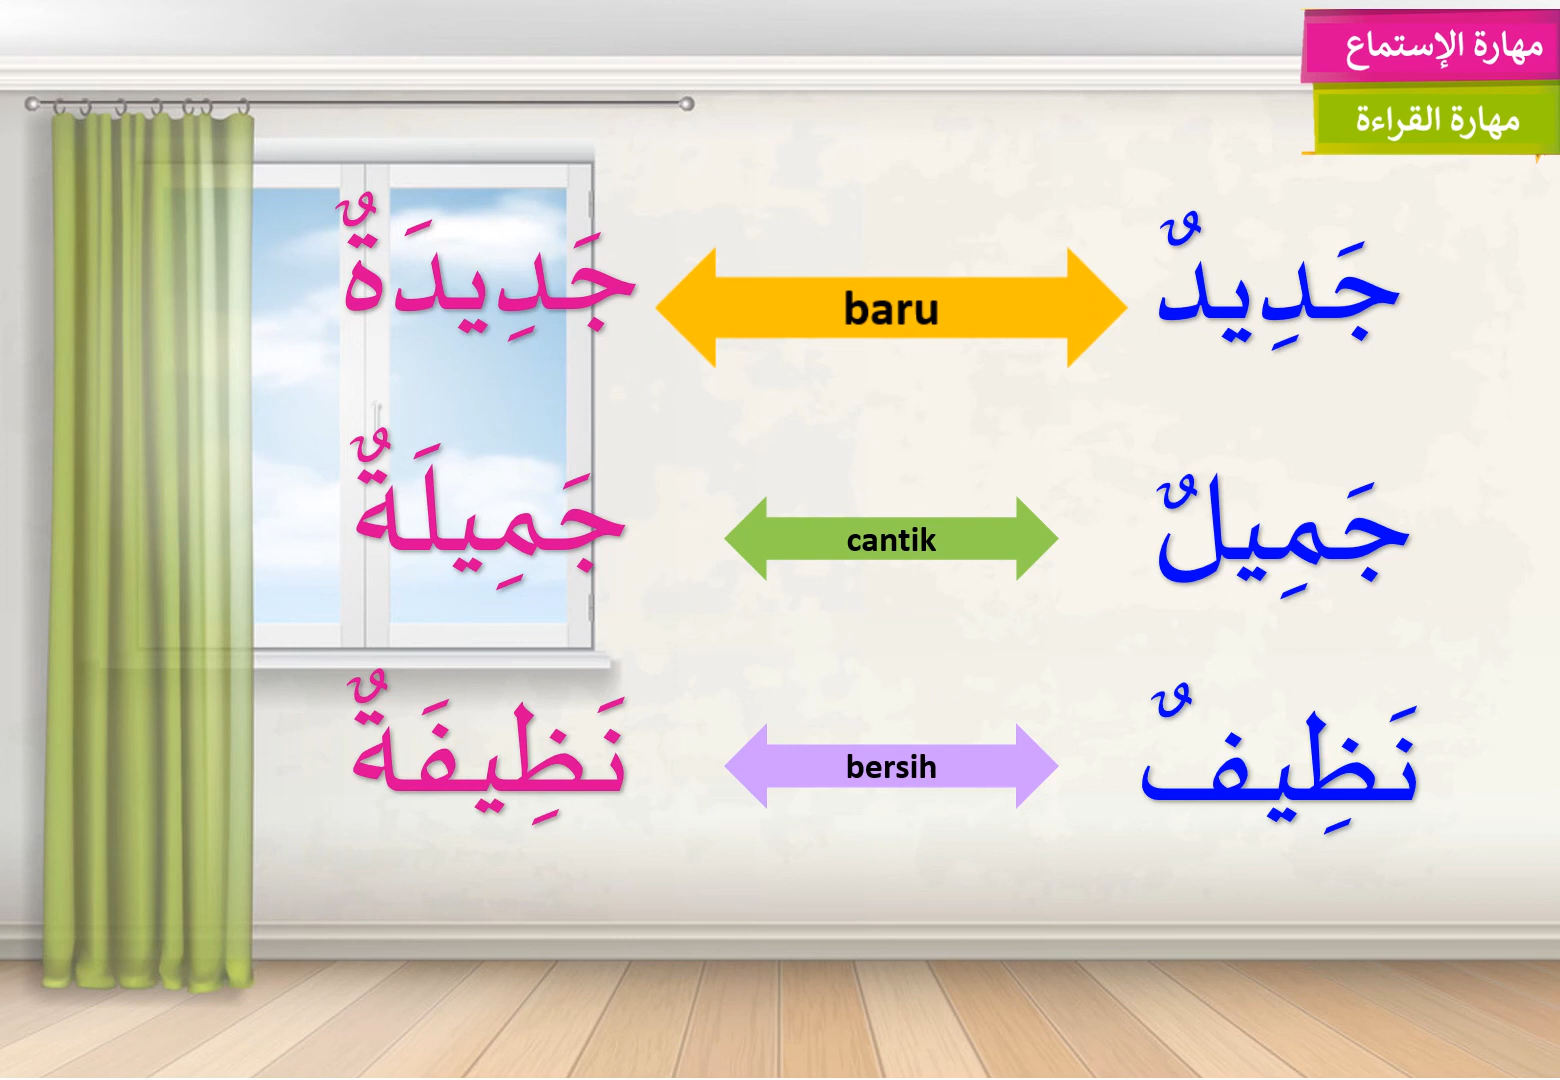 مهارة الإستماع
مهارة القراءة
جَدِيدٌ baru جَدِيدَةٌ
جَمِيلٌ cantik جَمِيلَةٌ
نَظِيفٌ bersih نَظِيفَةٌ